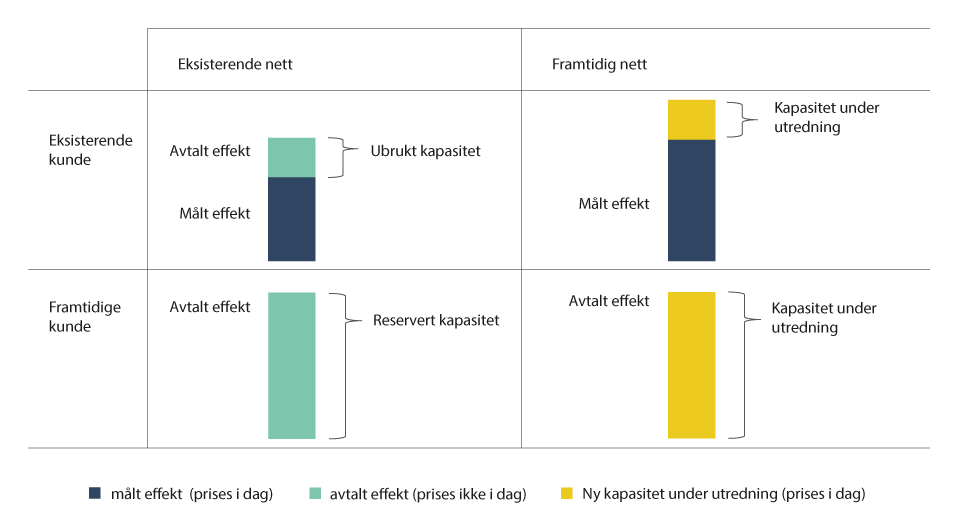 Eksisterende nett
Framtidig nett
Eksisterende
kunde
Avtalt effekt
Ubrukt kapasitet
Målt effekt
Kapasitet under
utredning
Målt effekt
Framtidige
kunde
Avtalt effekt
Reservert kapasitet
Avtalt effekt
Kapasitet under
utredning
målt effekt (prises i dag)
avtalt effekt (prises ikke i dag)
Ny kapasitet under utredning (prises i dag)